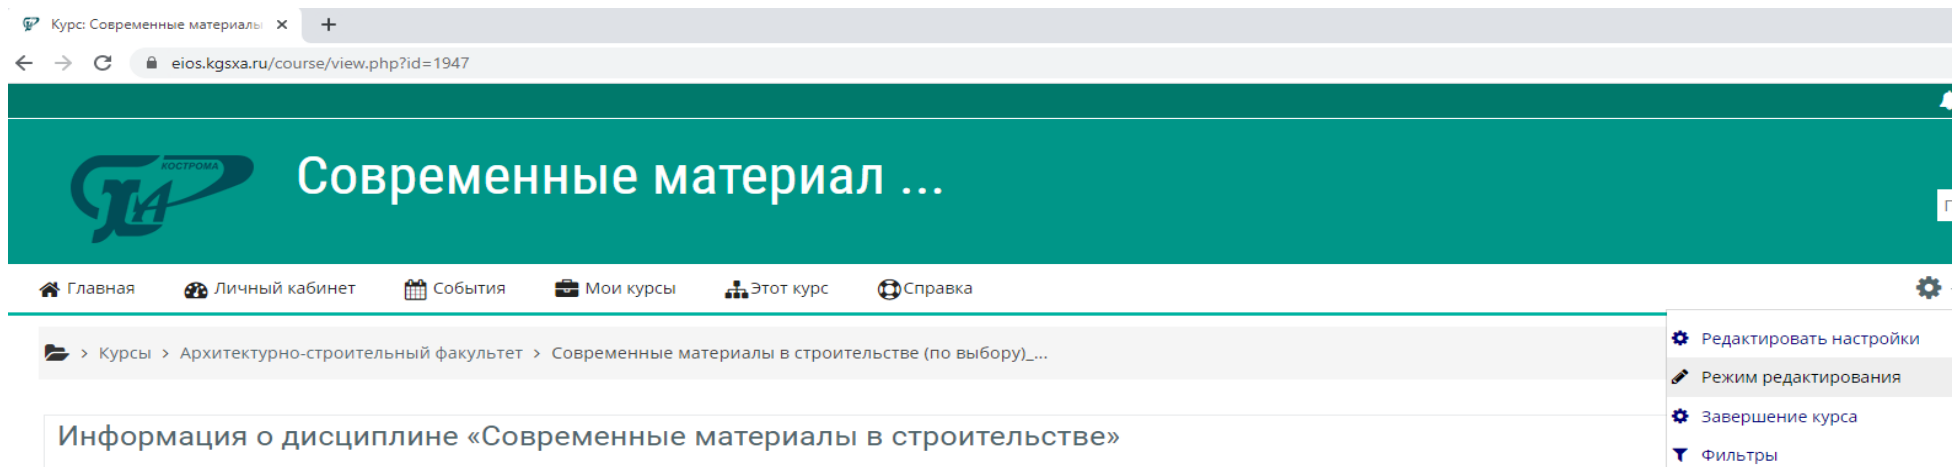 Курс: Современные материалы
eios.kgsxa.ru/course/view.php?id=1947
КОСТРОМА
СХА
Современные материал ...
Главная Личный кабинет События Мои курсы Этот курс Справка
Курсы > Архитектурно-строительный факультет > Современные материалы в строительстве (по выбору)_...
Редактировать настройки
Режим редактирования
Завершение курса
Фильтры
Информация о дисциплине «Современные материалы в строительстве»